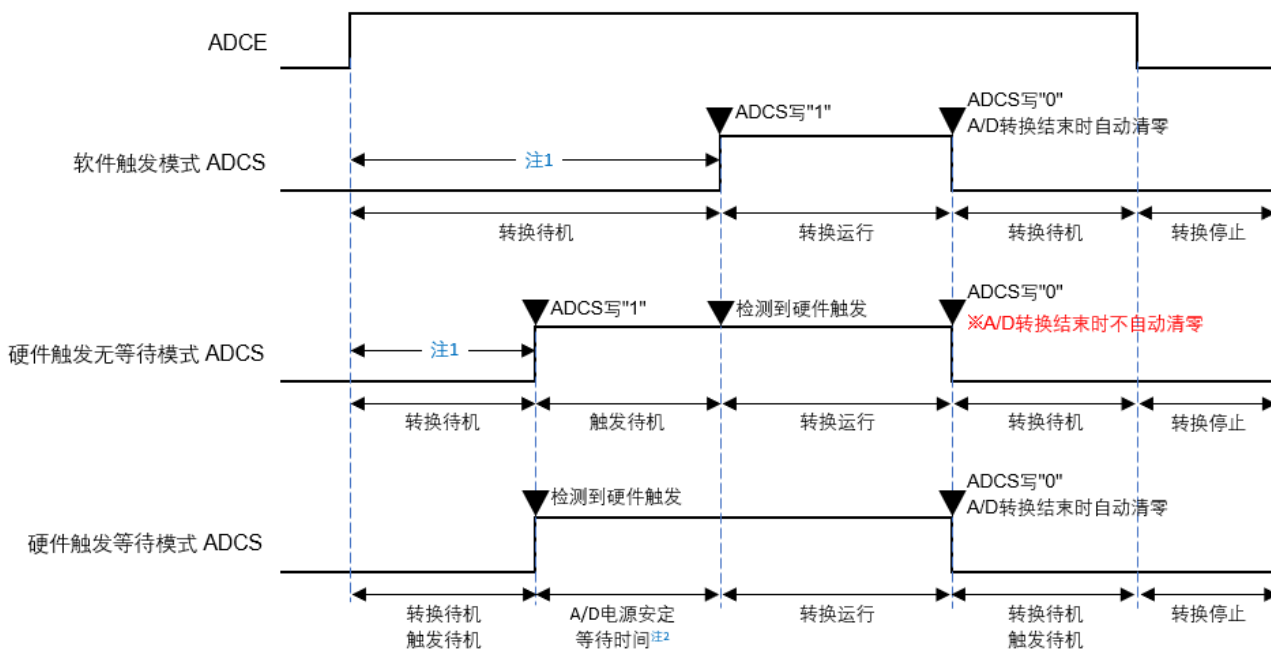 ADCE
ADCS写"1"
ADCS写"0"
A/D转换结束时自动清零
软件触发模式 ADCS
注1
转换待机
转换运行
转换待机
转换停止
ADCS写"1"
检测到硬件触发
ADCS写"0"
※A/D转换结束时不自动清零
硬件触发无等待模式 ADCS
注1
转换待机
触发待机
转换运行
转换待机
转换停止
检测到硬件触发
ADCS写"0"
A/D转换结束时自动清零
硬件触发等待模式 ADCS
转换待机
触发待机
A/D电源安定
等待时间注2
转换运行
转换待机
触发待机
转换停止